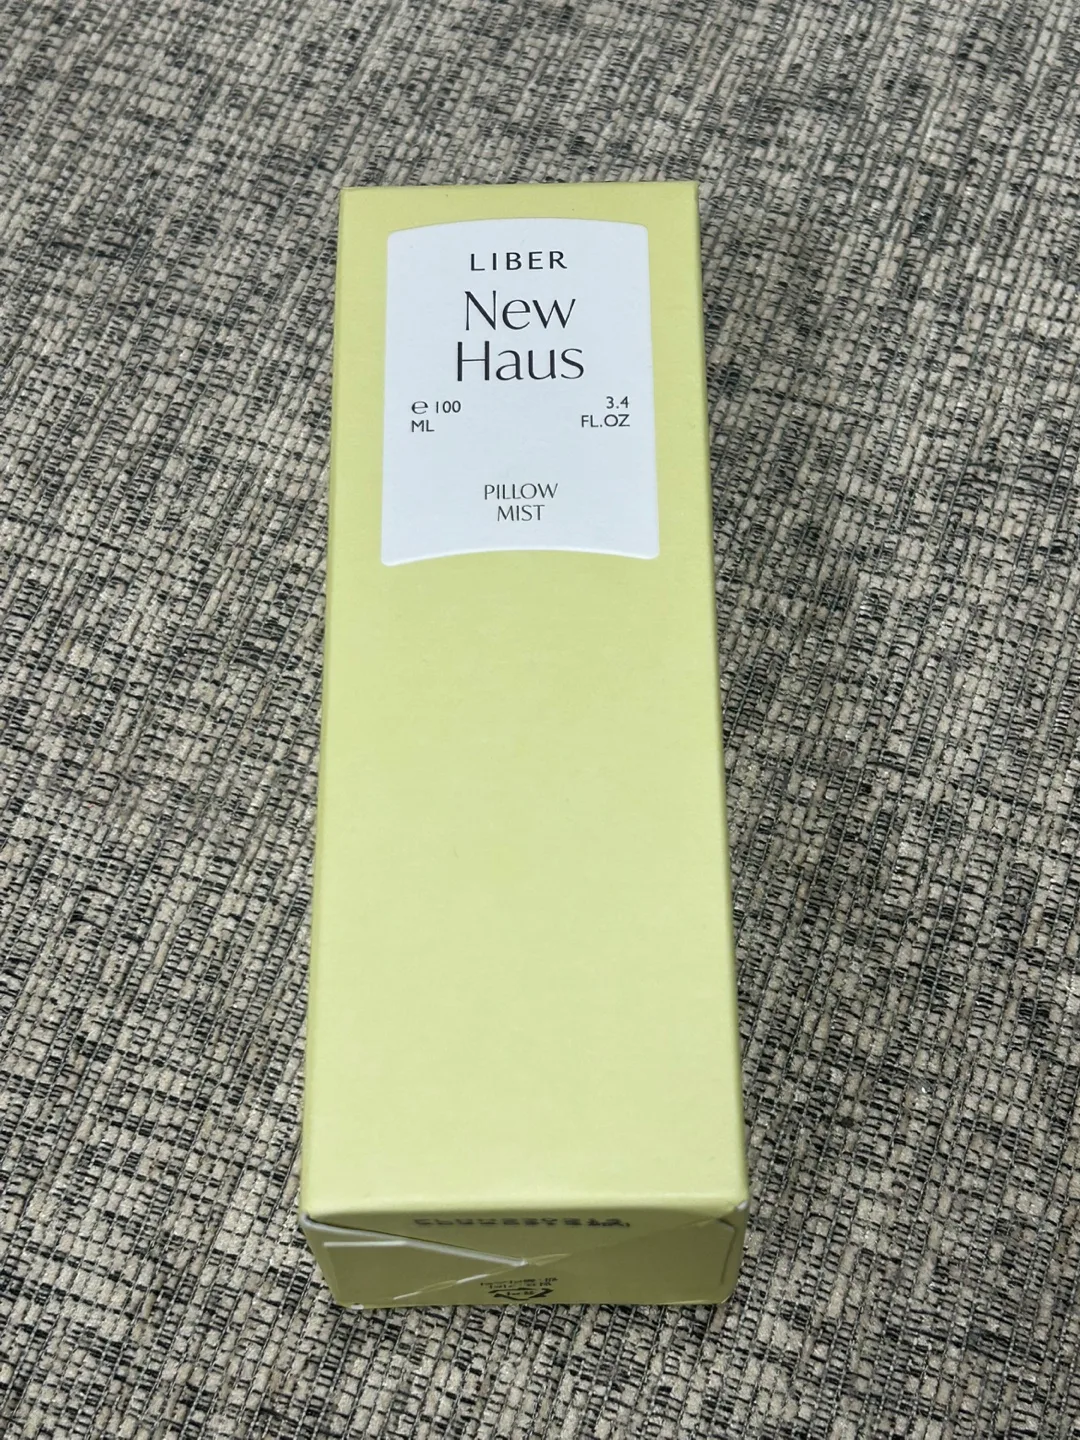 LIBER
New
Haus
℮ 100
ML
3.4
FL.OZ
PILLOW
MIST